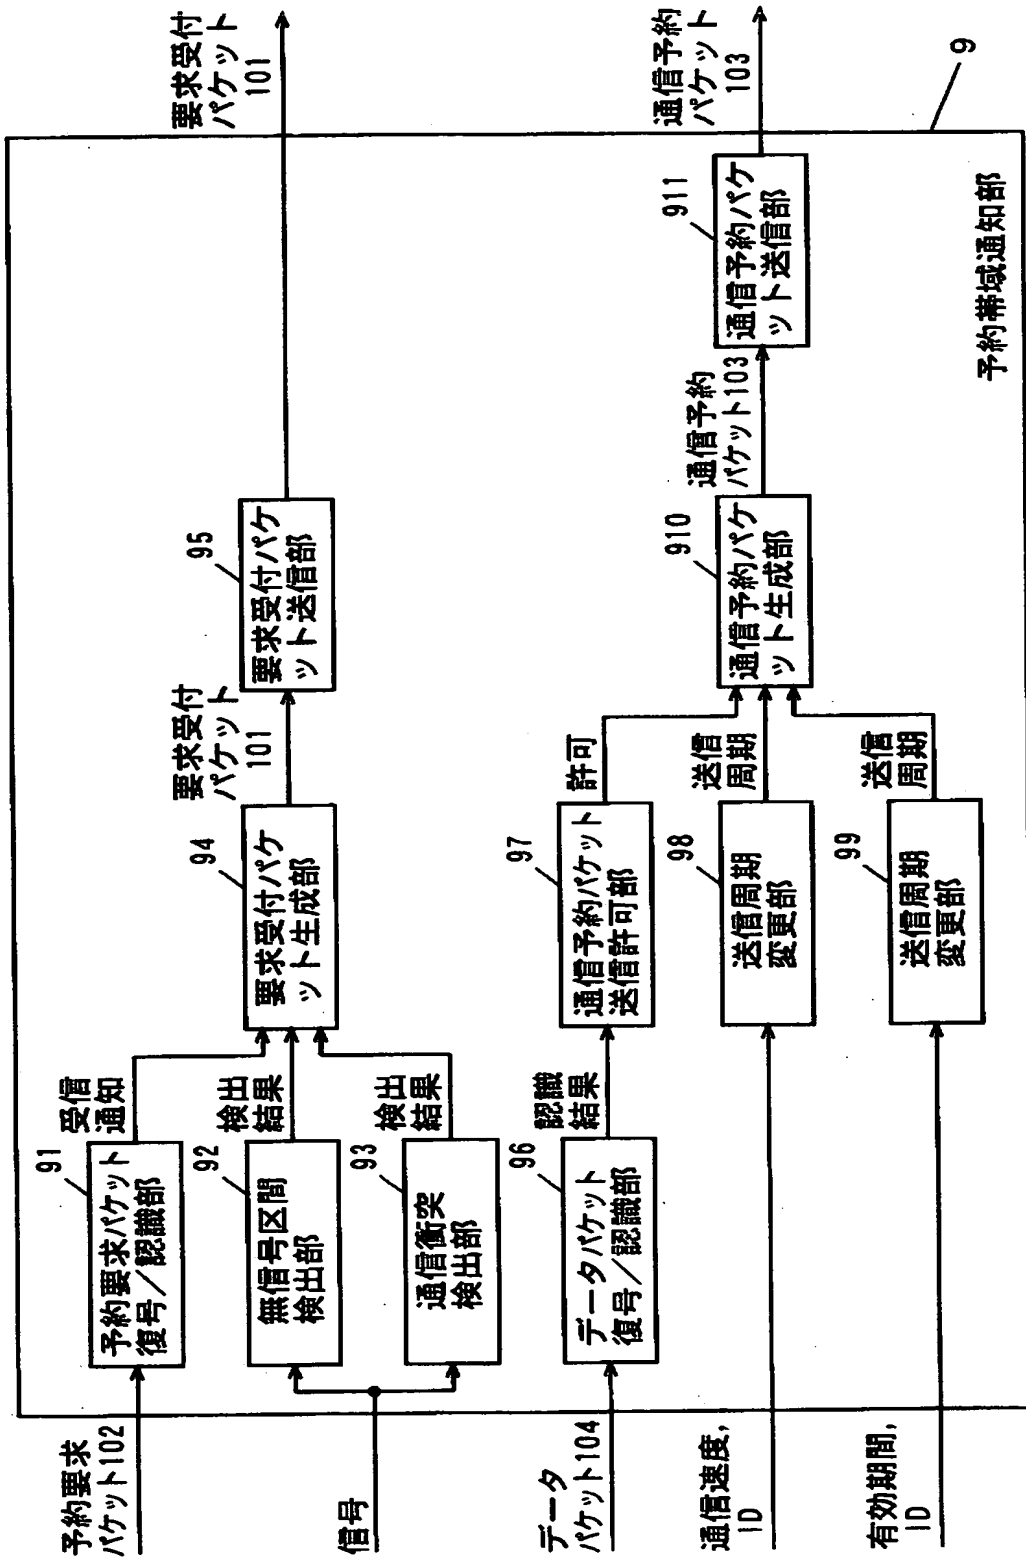 予約要求
パケット102
信号
データ
パケット104
通信速度,
ID
有効期間,
ID
91
予約要求パケット
復号／認識部
受信
通知
92
無信号区間
検出部
検出
結果
93
通信衝突
検出部
検出
結果
94
要求受付パケ
ット生成部
要求受付
パケット
101
95
要求受付パケ
ット送信部
要求受付
パケット
101
96
データパケット
復号／認識部
認識
結果
97
通信予約パケット
送信許可部
許可
98
送信周期
変更部
送信
周期
99
送信周期
変更部
送信
周期
910
通信予約パケ
ット生成部
通信予約
パケット103
911
通信予約パケ
ット送信部
通信予約
パケット
103
予約帯域通知部
9